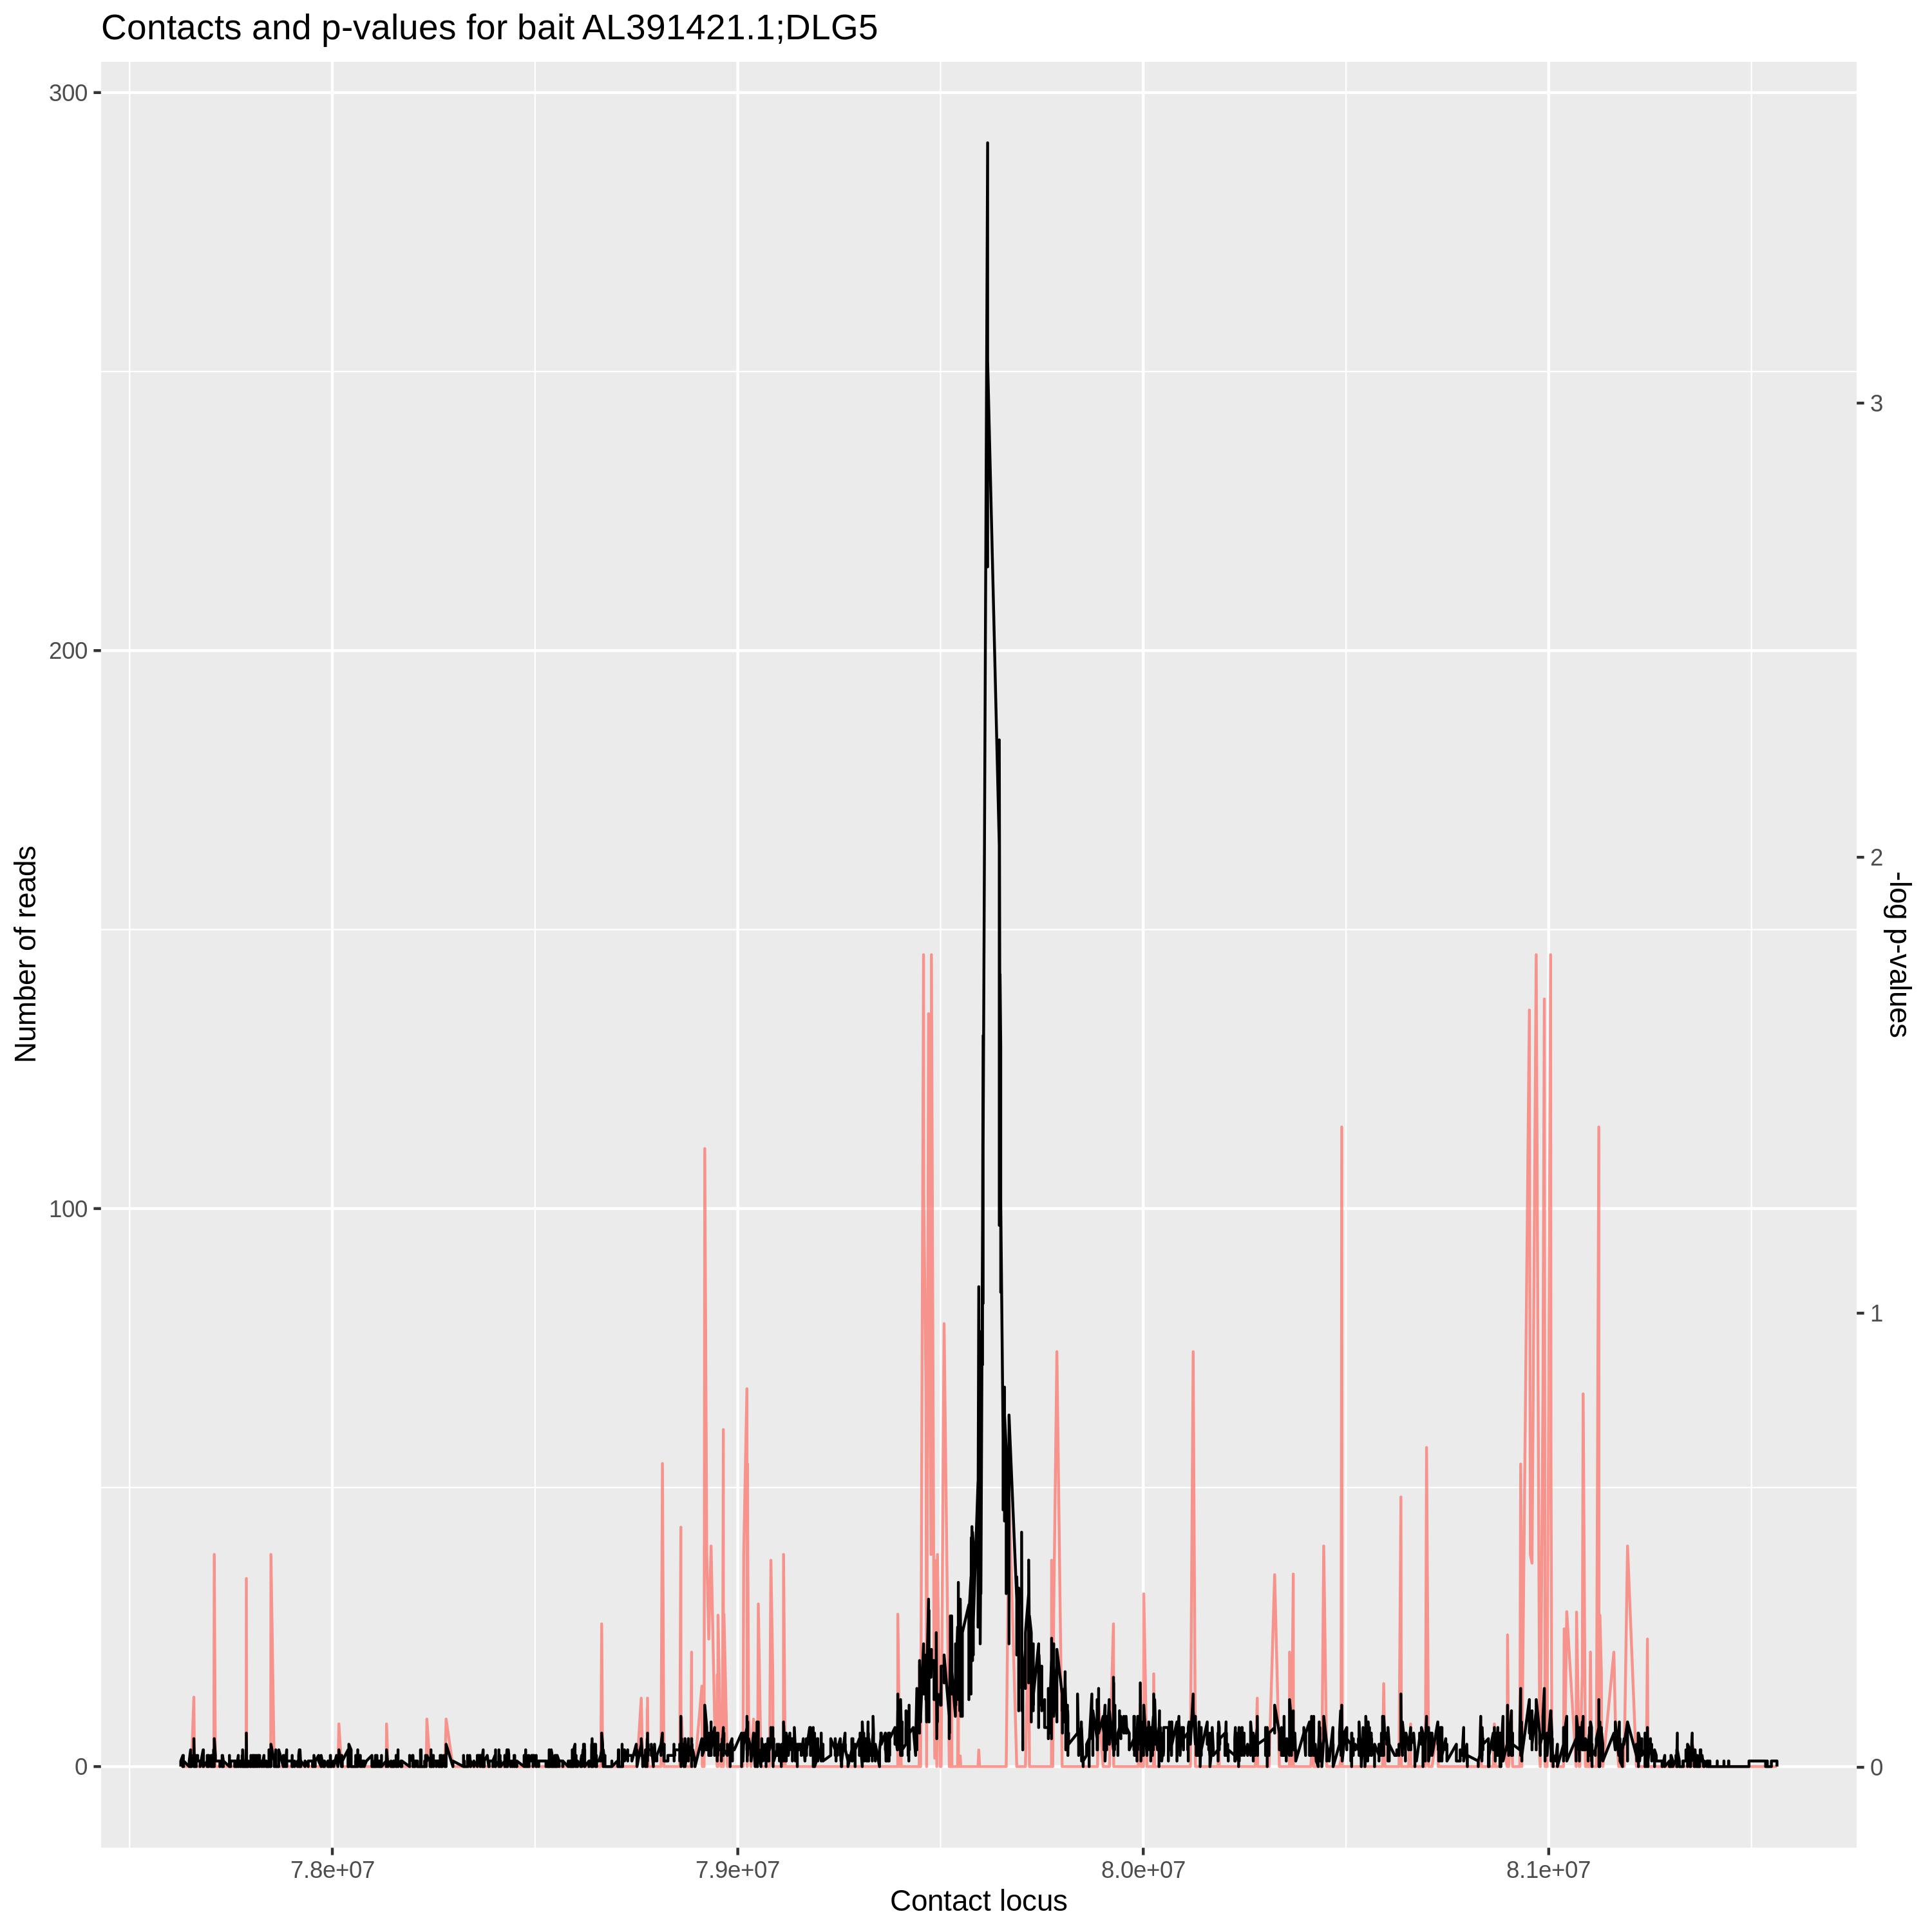 Contacts and p-values for bait AL391421.1;DLG5
300
200
100
0
Number of reads
3
2
1
0
-log p-values
7.8e+07
7.9e+07
8.0e+07
8.1e+07
Contact locus